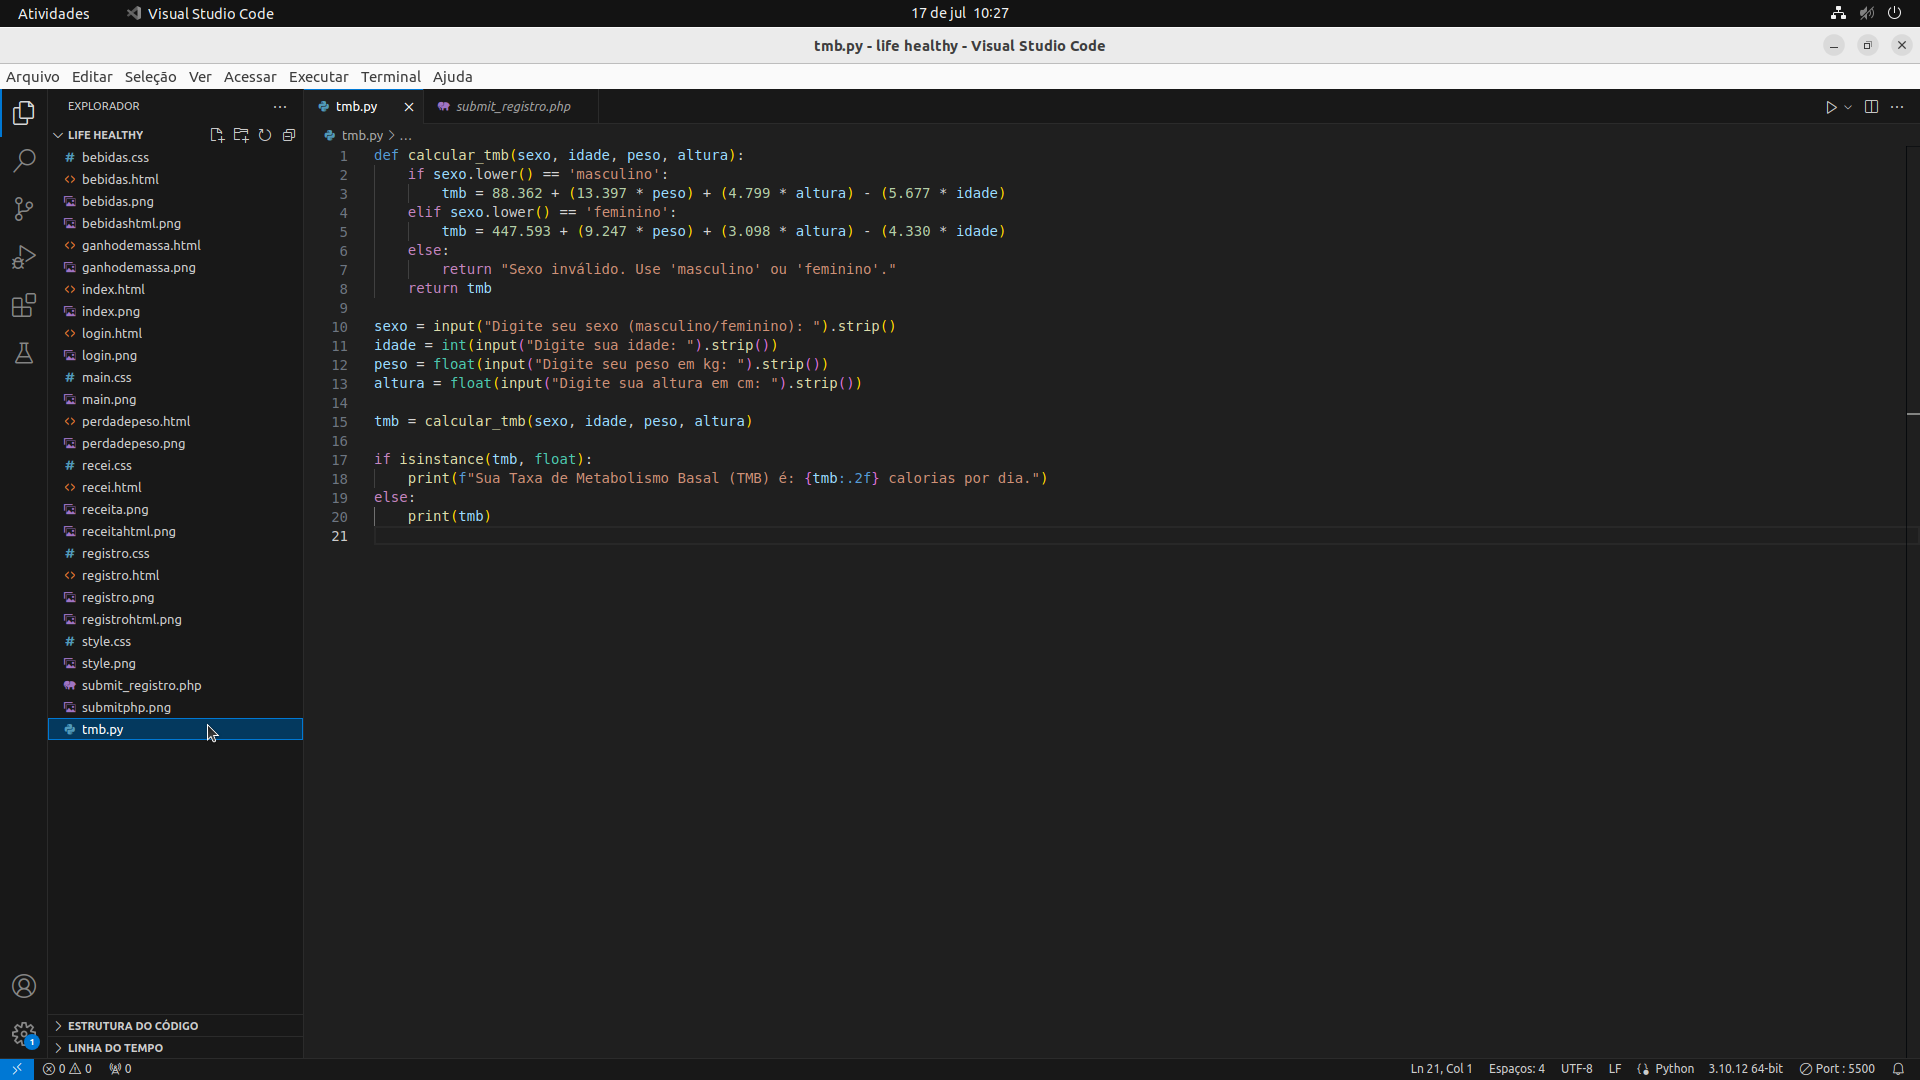 Atividades
Visual Studio Code
17 de jul 10:27
tmb.py - life healthy - Visual Studio Code
Arquivo Editar Seleção Ver Acessar Executar Terminal Ajuda
EXPLORADOR
LIFE HEALTHY
bebidas.css
bebidas.html
bebidas.png
bebidashtml.png
ganhodemassa.html
ganhodemassa.png
index.html
index.png
login.html
login.png
main.css
main.png
perdadepeso.html
perdadepeso.png
recei.css
recei.html
receita.png
receitahtml.png
registro.css
registro.html
registro.png
registrohtml.png
style.css
style.png
submit_registro.php
submitphp.png
tmb.py
ESTRUTURA DO CÓDIGO
LINHA DO TEMPO
tmb.py
submit_registro.php
tmb.py > ...
1 def calcular_tmb(sexo, idade, peso, altura):
2 if sexo.lower() == 'masculino':
3 tmb = 88.362 + (13.397 * peso) + (4.799 * altura) - (5.677 * idade)
4 elif sexo.lower() == 'feminino':
5 tmb = 447.593 + (9.247 * peso) + (3.098 * altura) - (4.330 * idade)
6 else:
7 return "Sexo inválido. Use 'masculino' ou 'feminino'."
8 return tmb
9
10 sexo = input("Digite seu sexo (masculino/feminino): ").strip()
11 idade = int(input("Digite sua idade: ").strip())
12 peso = float(input("Digite seu peso em kg: ").strip())
13 altura = float(input("Digite sua altura em cm: ").strip())
14
15 tmb = calcular_tmb(sexo, idade, peso, altura)
16
17 if isinstance(tmb, float):
18 print(f"Sua Taxa de Metabolismo Basal (TMB) é: {tmb:.2f} calorias por dia.")
19 else:
20 print(tmb)
21
1
0 0 0
Ln 21, Col 1 Espaços: 4 UTF-8 LF Python 3.10.12 64-bit Port : 5500